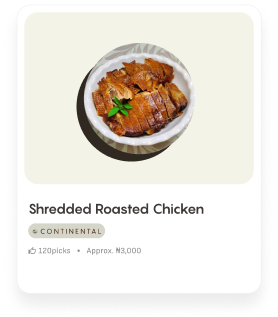 Shredded Roasted Chicken
CONTINENTAL
120picks • Approx. ₦3,000